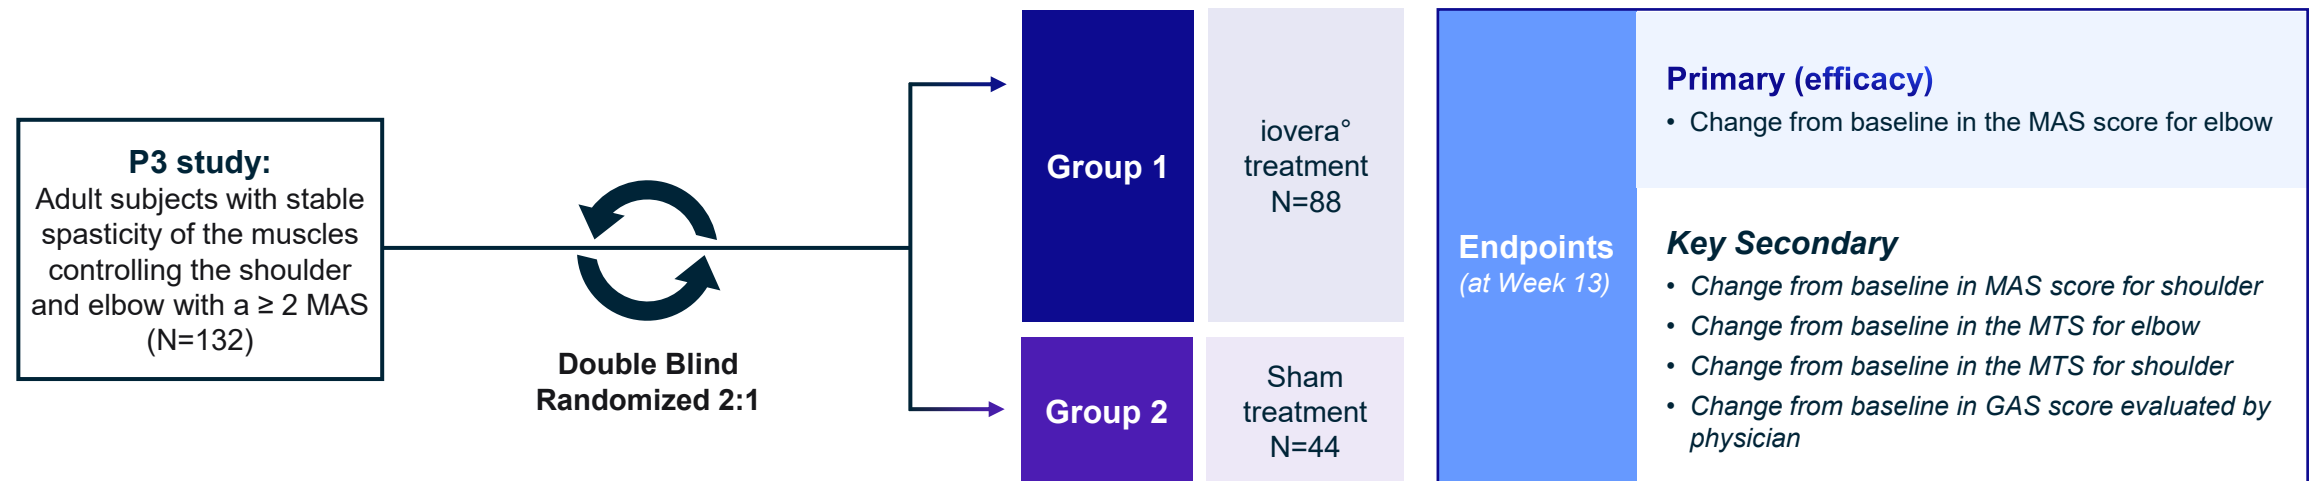 P3 study:
Adult subjects with stable
spasticity of the muscles
controlling the shoulder
and elbow with a ≥ 2 MAS
(N=132)
Double Blind
Randomized 2:1
Group 1
iovera°
treatment
N=88
Group 2
Sham
treatment
N=44
Endpoints
(at Week 13)
Primary (efficacy)
• Change from baseline in the MAS score for elbow
Key Secondary
• Change from baseline in MAS score for shoulder
• Change from baseline in the MTS for elbow
• Change from baseline in the MTS for shoulder
• Change from baseline in GAS score evaluated by
physician